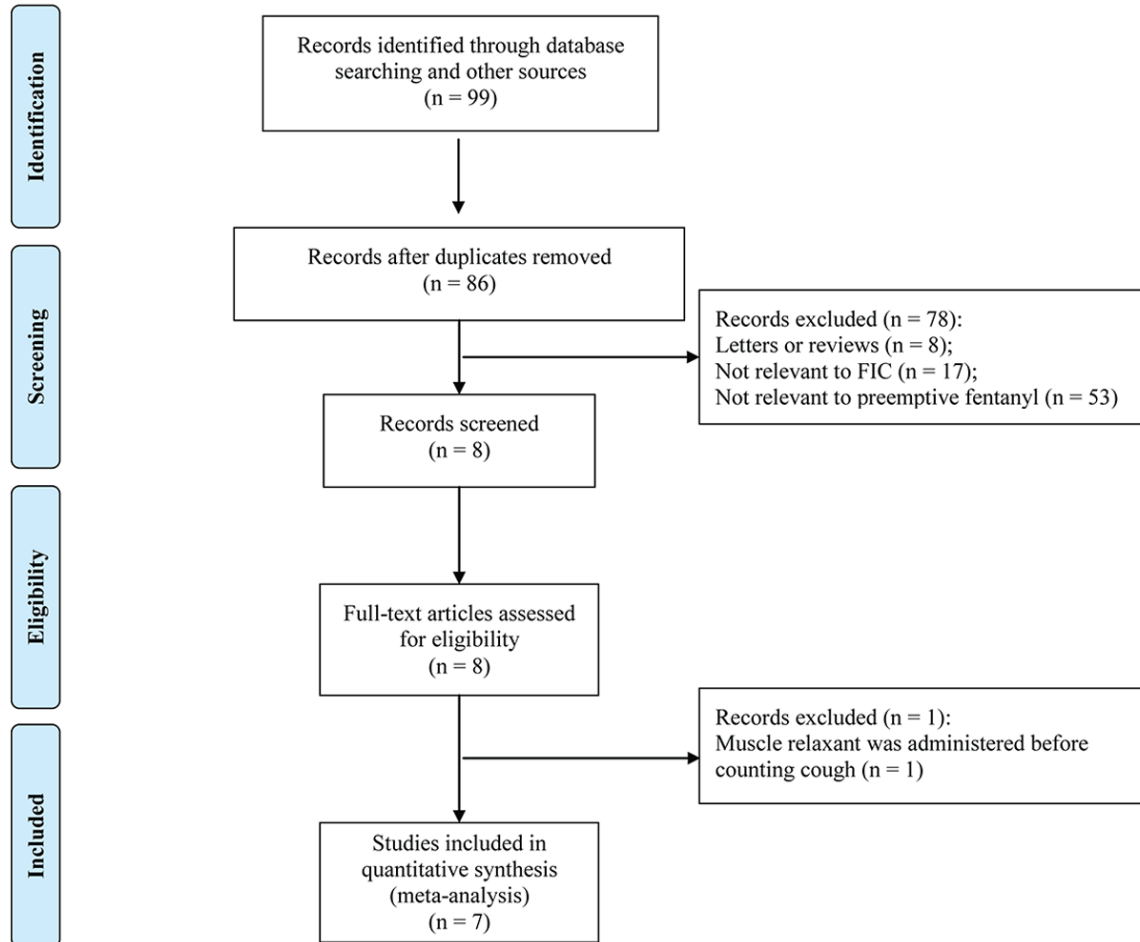 Identification
Records identified through database
searching and other sources
(n = 99)
Screening
Records after duplicates removed
(n = 86)
Records excluded (n = 78):
Letters or reviews (n = 8);
Not relevant to FIC (n = 17);
Not relevant to preemptive fentanyl (n = 53)
Records screened
(n = 8)
Eligibility
Full-text articles assessed
for eligibility
(n = 8)
Records excluded (n = 1):
Muscle relaxant was administered before
counting cough (n = 1)
Included
Studies included in
quantitative synthesis
(meta-analysis)
(n = 7)